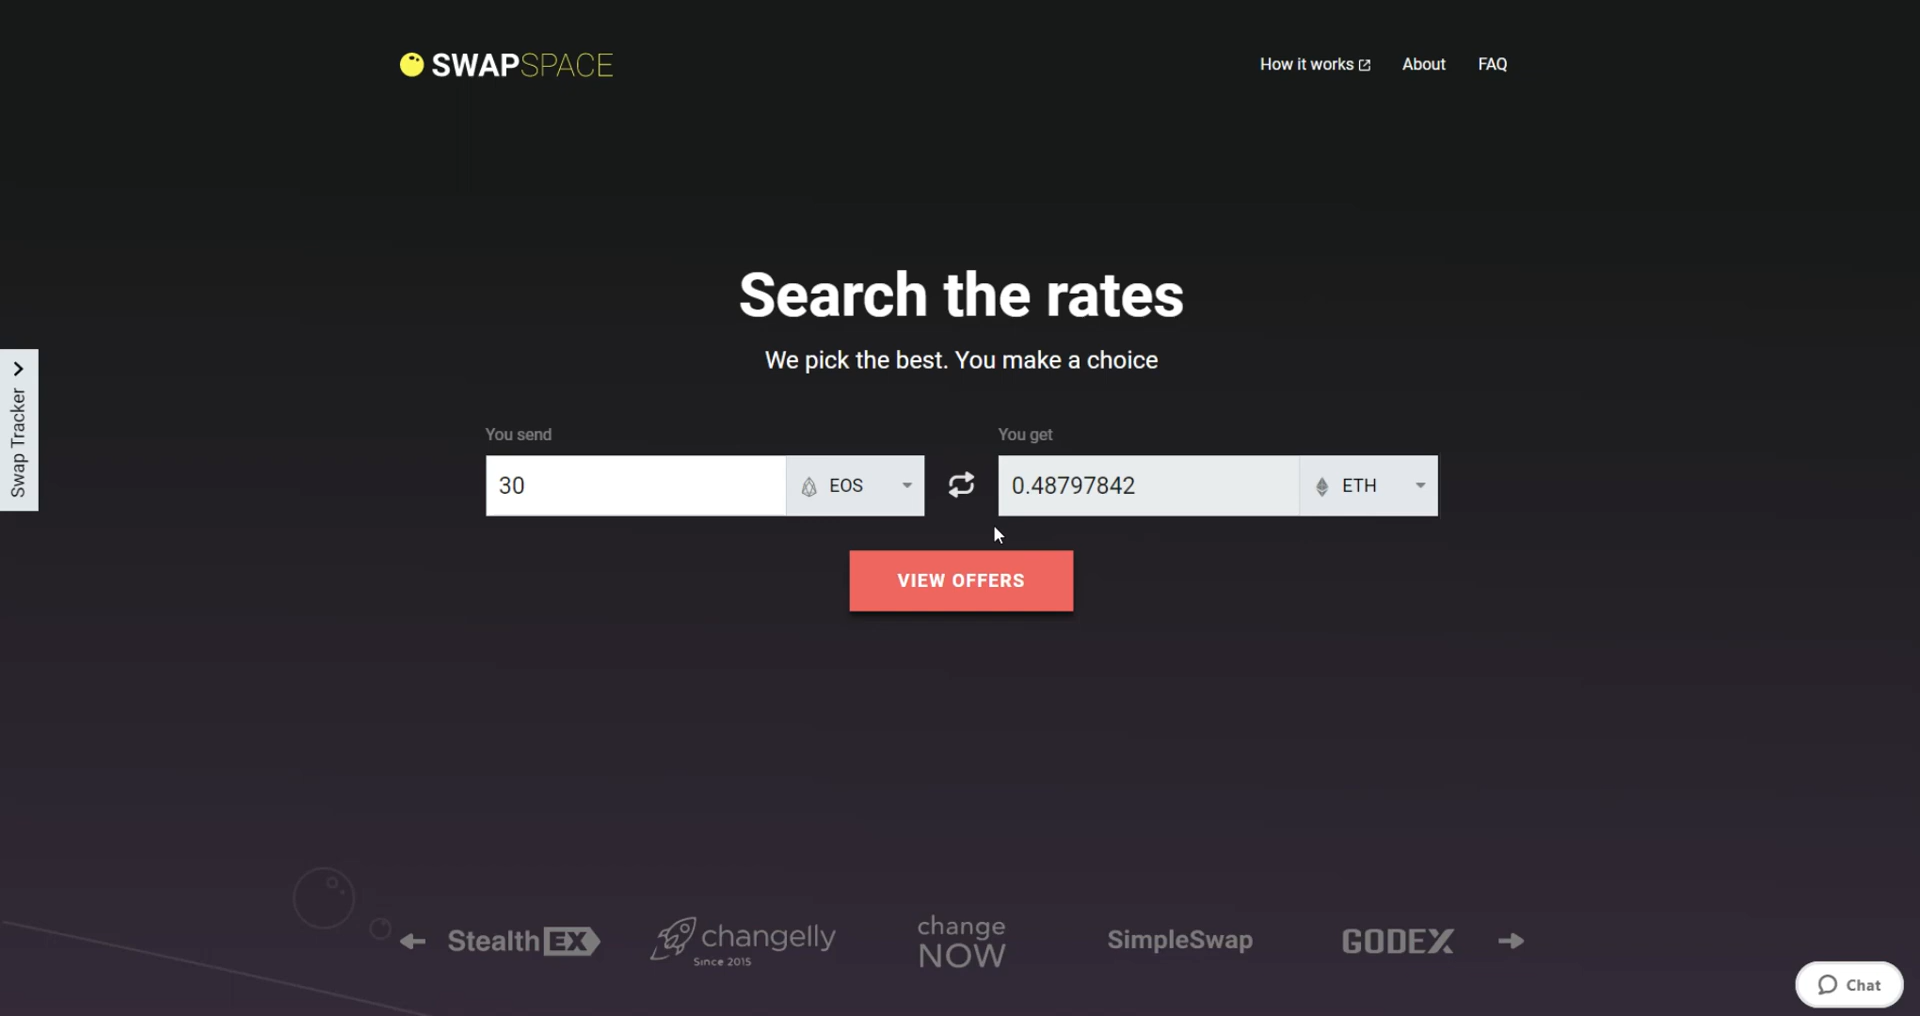 SWAPSPACE
How it works
About
FAQ
Search the rates
We pick the best. You make a choice
Swap Tracker
You send
You get
30
EOS
0.48797842
ETH
VIEW OFFERS
StealthEX
changelly
Since 2015
change
NOW
SimpleSwap
GODEX
Chat